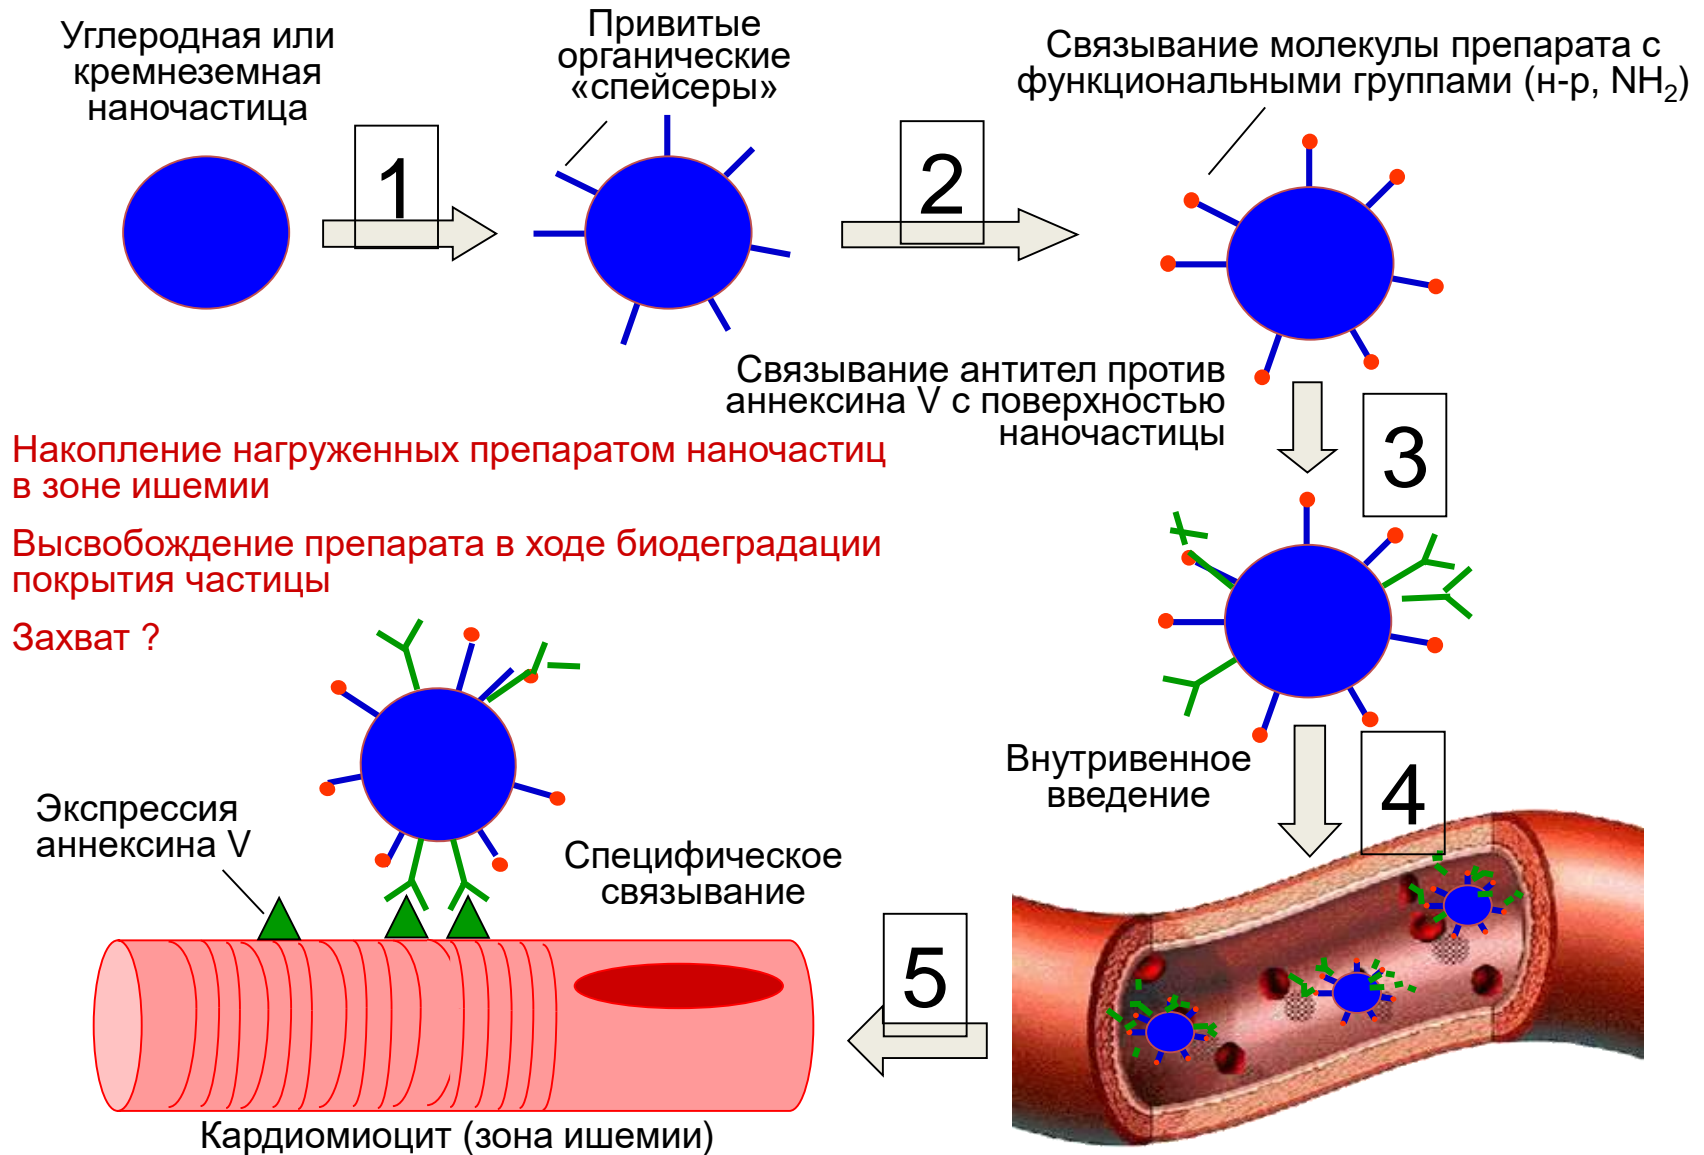 Углеродная или
кремнеземная
наночастица
1
Привитые
органические
«спейсеры»
2
Связывание молекулы препарата с
функциональными группами (н-р, NH₂)
Связывание антител против
аннексина V с поверхностью
наночастицы
3
Накопление нагруженных препаратом наночастиц
в зоне ишемии
Высвобождение препарата в ходе биодеградации
покрытия частицы
Захват ?
Внутривенное
введение
4
Экспрессия
аннексина V
Специфическое
связывание
5
Кардиомиоцит (зона ишемии)